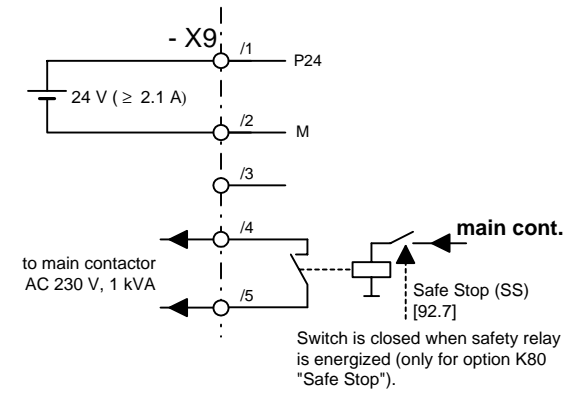 - X9
/1
P24
24 V ( ≥ 2.1 A)
/2
M
/3
/4
main cont.
to main contactor
AC 230 V, 1 kVA
/5
Safe Stop (SS)
[92.7]
Switch is closed when safety relay
is energized (only for option K80
"Safe Stop").